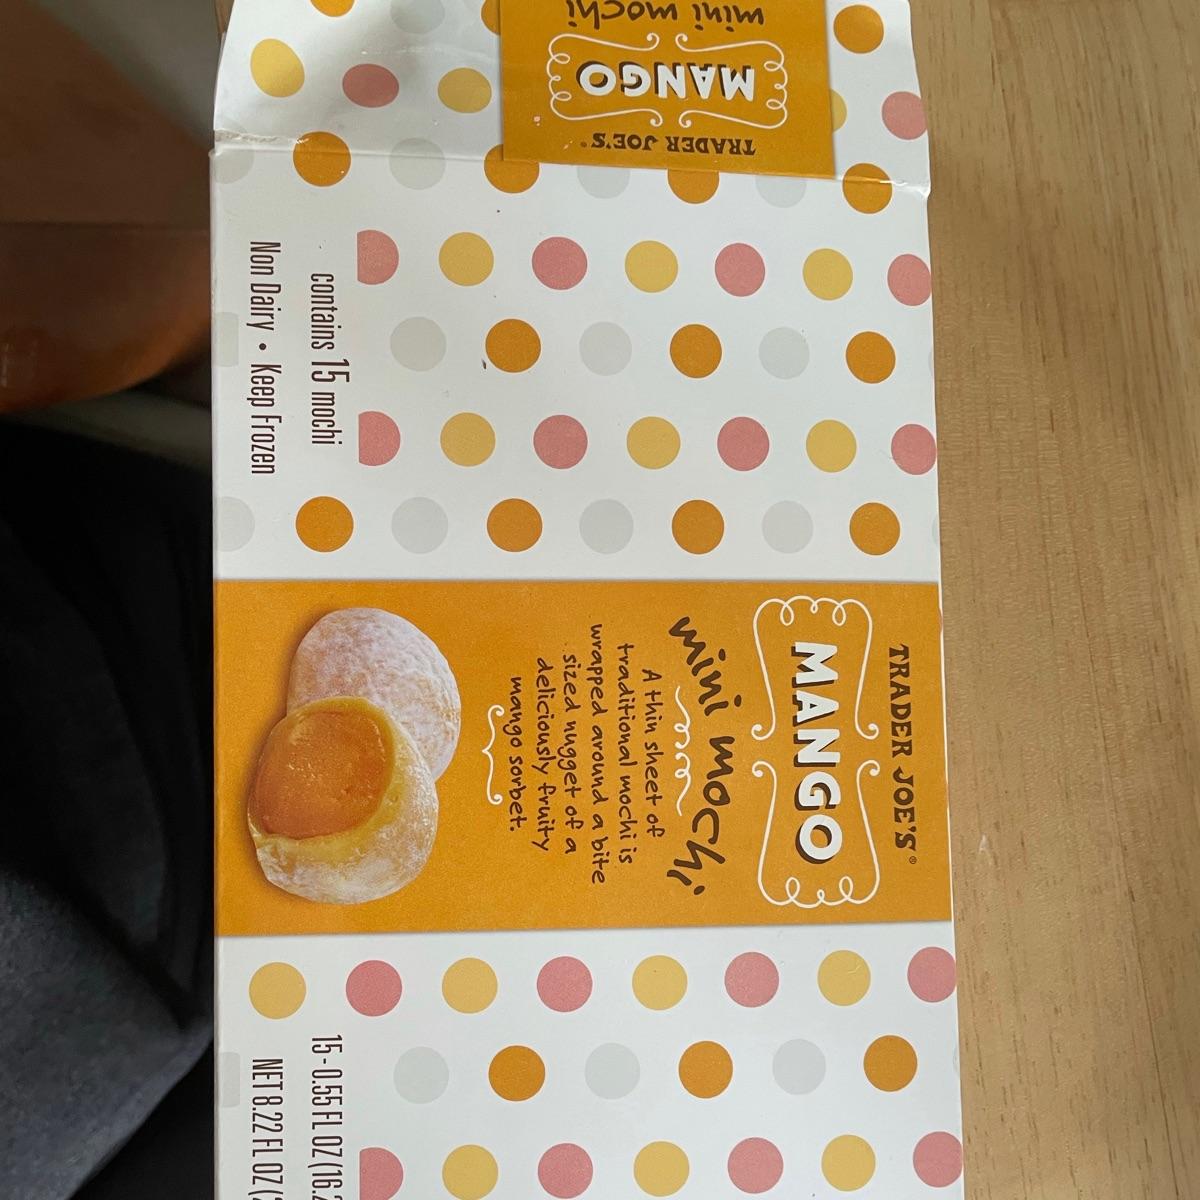 TRADER JOE'S®
MANGO
mini mochi
TRADER JOE'S®
MANGO
mini mochi
A thin sheet of
traditional mochi is
wrapped around a bite
sized nugget of a
deliciously fruity
mango sorbet.
contains 15 mochi
Non Dairy • Keep Frozen
15 - 0.55 FL OZ (16.2
NET 8.22 FL OZ (